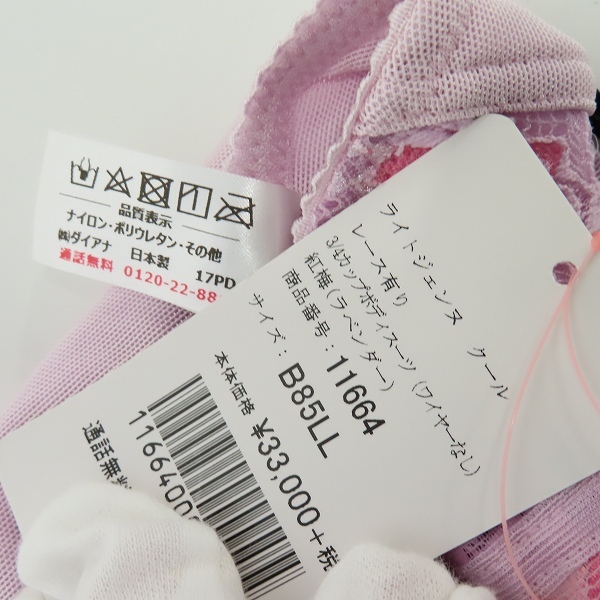 品質表示
ナイロン・ポリウレタン・その他
㈱ダイアナ 日本製 17PD
通話無料 0120-22-88
ライトジェンヌ クール
レース有り
3/4カップボディスーツ (ワイヤーなし)
紅梅(ラベンダー)
商品番号: 11664
サイズ: B85LL
本体価格 ¥33,000+税
1166400
通話無料